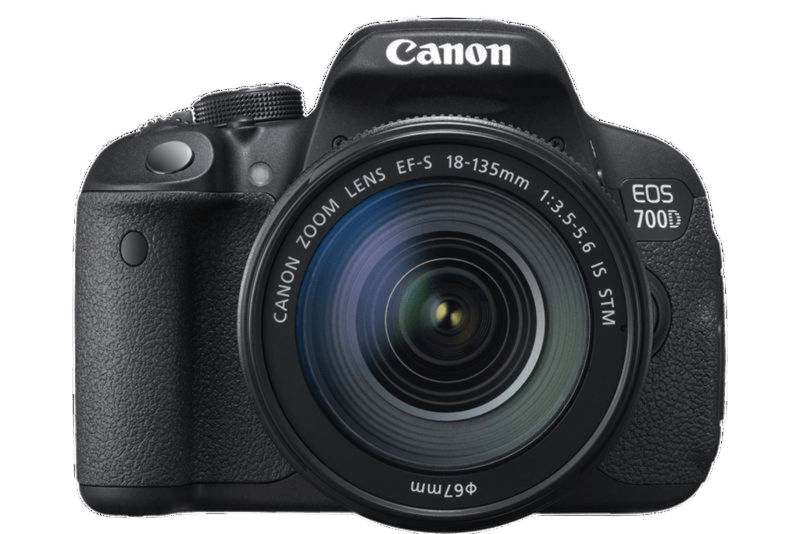 Canon
EOS
700D
CANON ZOOM LENS EF-S 18-135mm 1:3.5-5.6 IS STM
Φ67mm